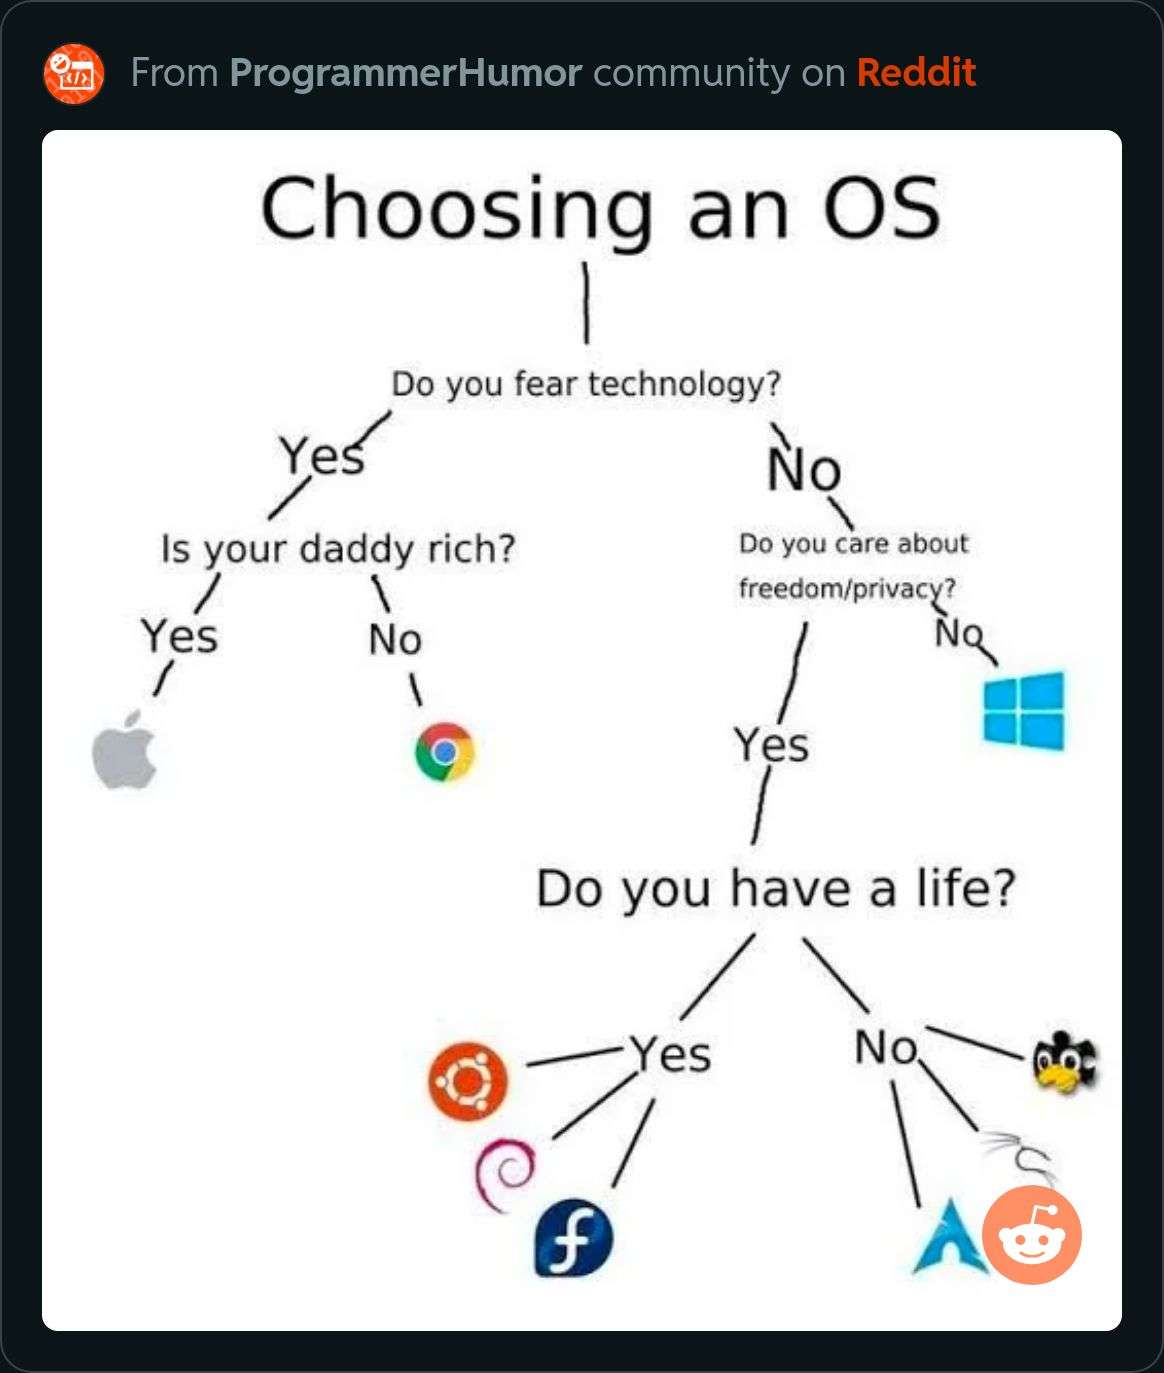 From ProgrammerHumor community on Reddit
Choosing an OS
Do you fear technology?
Yes
No
Is your daddy rich?
Do you care about
freedom/privacy?
Yes
No
No
Yes
Do you have a life?
Yes
No